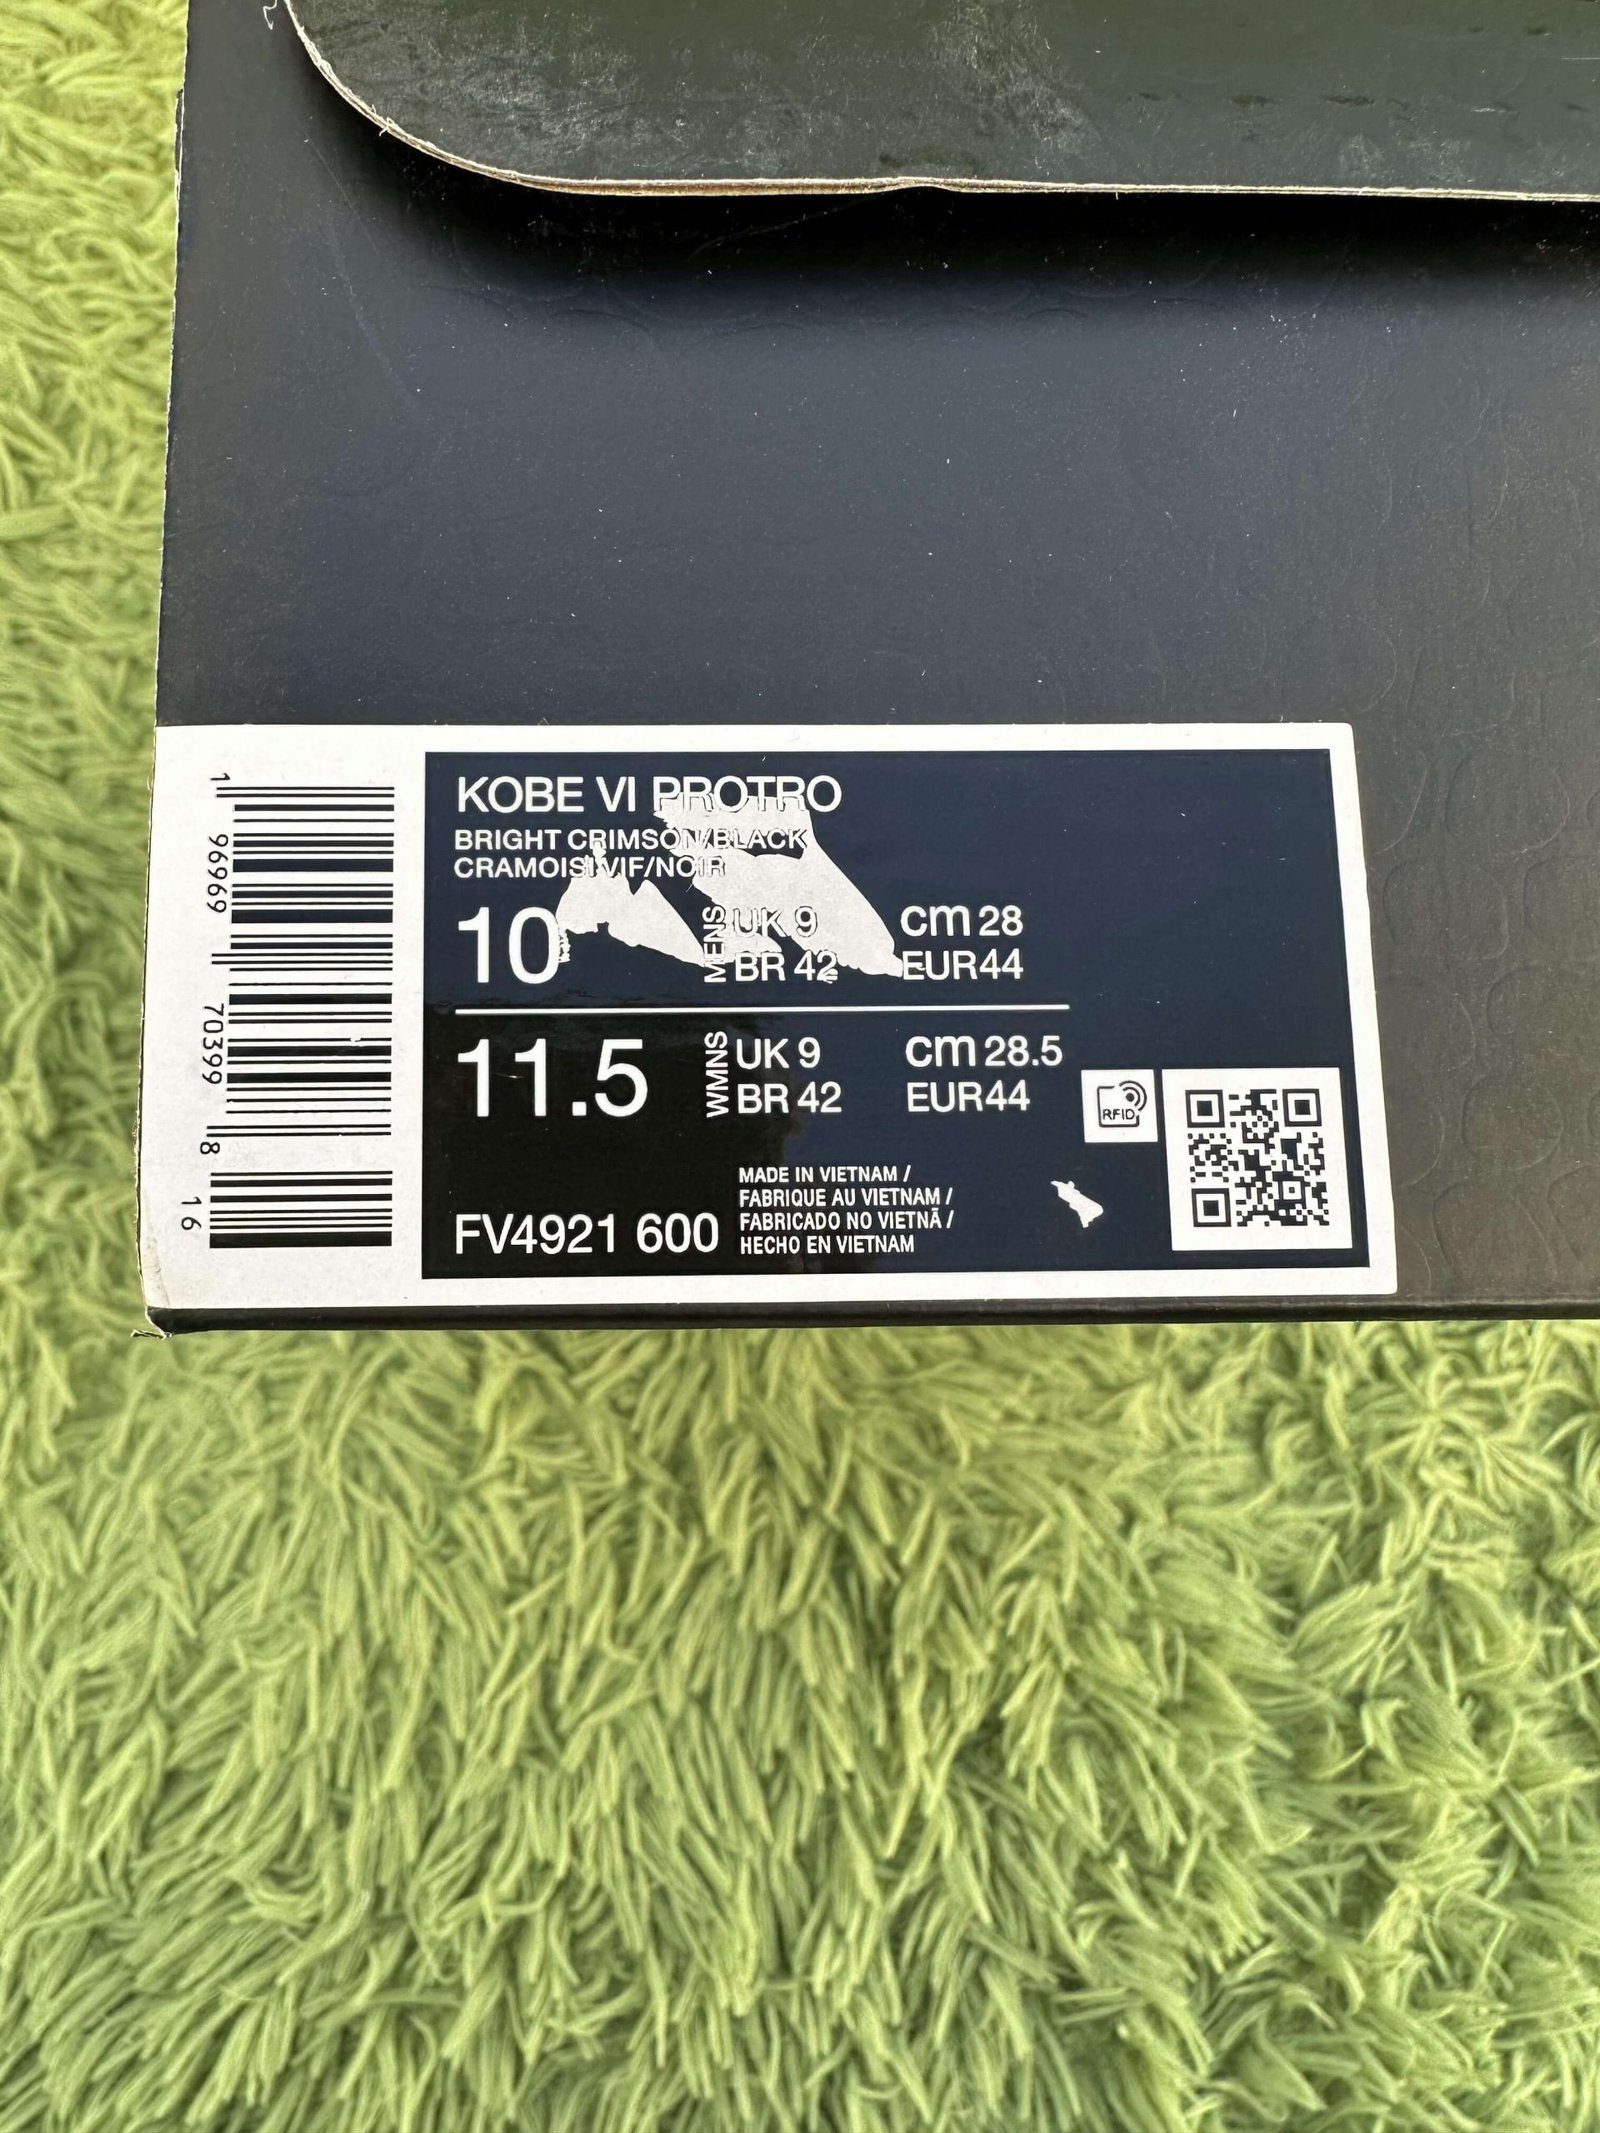 KOBE VI PROTRO
BRIGHT CRIMSON/BLACK
CRAMOISI VIF/NOIR
10 MENS UK 9 cm 28
BR 42 EUR44
11.5 WMNS UK 9 cm 28.5
BR 42 EUR44
RFID
MADE IN VIETNAM /
FABRIQUE AU VIETNAM /
FABRICADO NO VIETNÃ /
HECHO EN VIETNAM
FV4921 600
1 96969 70399 8 16